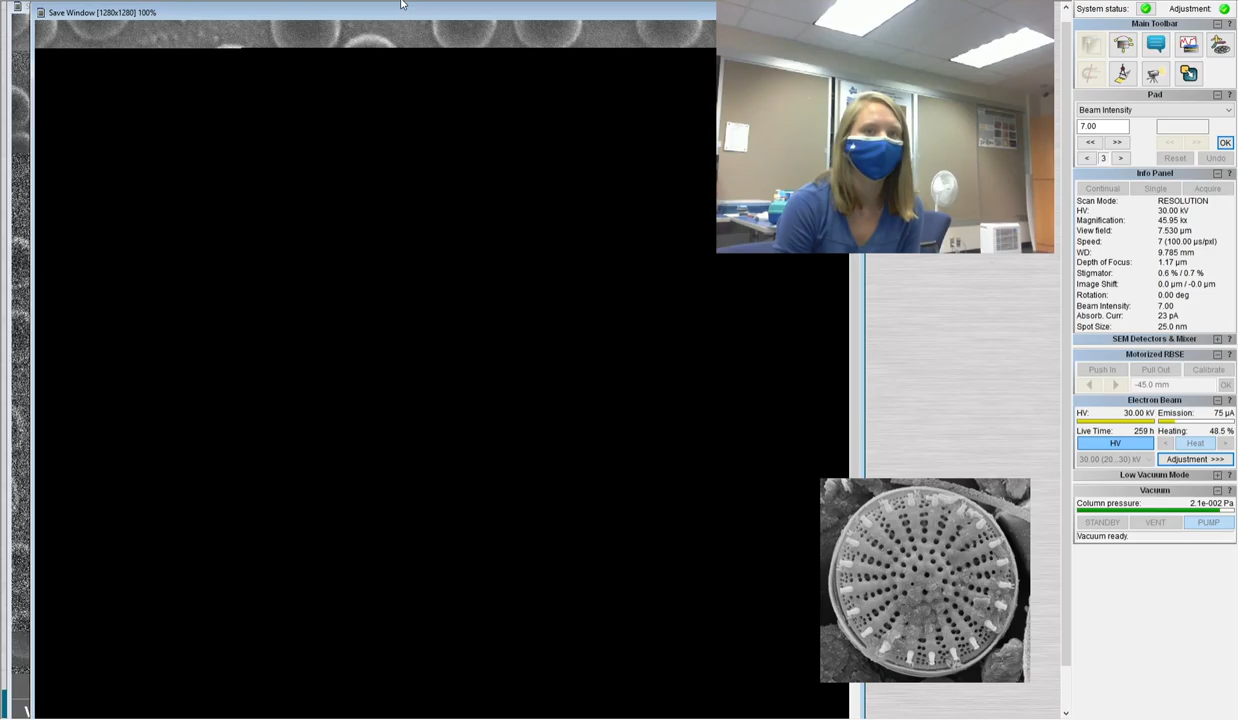 Save Window [1280x1280] 100%
System status: Adjustment:
Main Toolbar
Pad
Beam Intensity
7.00
<< >> << >> OK
< 3 > Reset Undo
Info Panel
Continual Single Acquire
Scan Mode: RESOLUTION
HV: 30.00 kV
Magnification: 45.95 kx
View field: 7.530 µm
Speed: 7 (100.00 µs/pxl)
WD: 9.785 mm
Depth of Focus: 1.17 µm
Stigmator: 0.6 % / 0.7 %
Image Shift: 0.0 µm / -0.0 µm
Rotation: 0.00 deg
Beam Intensity: 7.00
Absorb. Curr: 23 pA
Spot Size: 25.0 nm
SEM Detectors & Mixer
Motorized RBSE
Push In Pull Out Calibrate
-45.0 mm OK
Electron Beam
HV: 30.00 kV Emission: 75 µA
Live Time: 259 h Heating: 48.5 %
HV < Heat >
30.00 (20...30) kV Adjustment >>>
Low Vacuum Mode
Vacuum
Column pressure: 2.1e-002 Pa
STANDBY VENT PUMP
Vacuum ready.